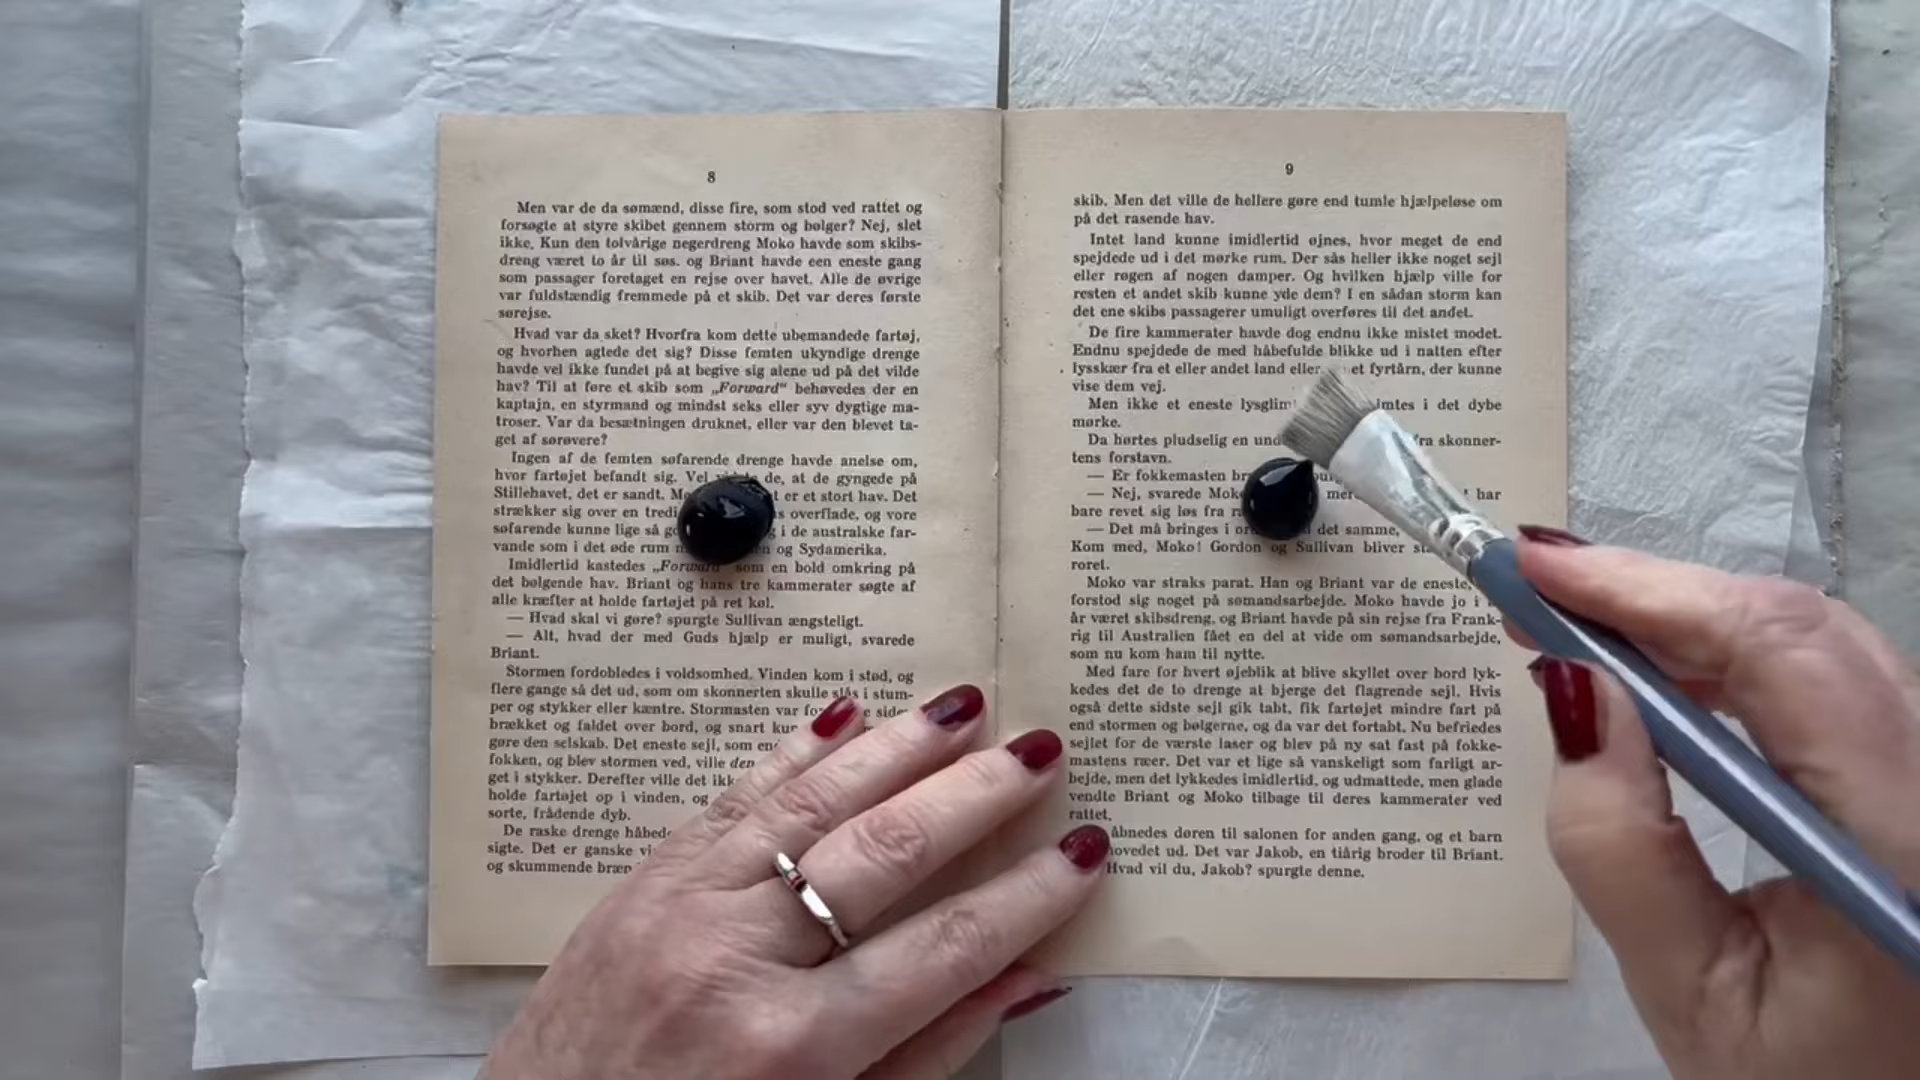 8
Men var de da sømænd, disse fire, som stod ved rattet og
forsøgte at styre skibet gennem storm og bølger? Nej, slet
ikke. Kun den tolvårige negerdreng Moko havde som skibs-
dreng været to år til søs, og Briant havde een eneste gang
som passager foretaget en rejse over havet. Alle de øvrige
var fuldstændig fremmede på et skib. Det var deres første
sørejse.
Hvad var da sket? Hvorfra kom dette ubemandede fartøj,
og hvorhen agtede det sig? Disse femten ukyndige drenge
havde vel ikke fundet på at begive sig alene ud på det vilde
hav? Til at føre et skib som „Forward“ behøvedes der en
kaptajn, en styrmand og mindst seks eller syv dygtige ma-
troser. Var da besætningen druknet, eller var den blevet ta-
get af sørøvere?
Ingen af de femten søfarende drenge havde anelse om,
hvor fartøjet befandt sig. Vel de, at de gyngede på
Stillehavet, det er sandt. er et stort hav. Det
strækker sig over en overflade, og vore
søfarende kunne lige så i de australske far-
vande som i det øde rum og Sydamerika.
Imidlertid kastedes „Forward“ som en bold omkring på
det bølgende hav. Briant og hans tre kammerater søgte af
alle kræfter at holde fartøjet på ret køl.
— Hvad skal vi gøre? spurgte Sullivan ængsteligt.
— Alt, hvad der med Guds hjælp er muligt, svarede
Briant.
Stormen fordobledes i voldsomhed. Vinden kom i stød, og
flere gange så det ud, som om skonnerten skulle slås i stum-
per og stykker eller kæntre. Stormasten var
brækket og faldet over bord, og snart
gøre den selskab. Det eneste sejl, som
fokken, og blev stormen ved, ville den
get i stykker. Derefter ville det
holde fartøjet op i vinden, og
sorte, frådende dyb.
De raske drenge
sigte. Det er ganske
og skummende
9
skib. Men det ville de hellere gøre end tumle hjælpeløse om
på det rasende hav.
Intet land kunne imidlertid øjnes, hvor meget de end
spejdede ud i det mørke rum. Der sås heller ikke noget sejl
eller røgen af nogen damper. Og hvilken hjælp ville for
resten et andet skib kunne yde dem? I en sådan storm kan
det ene skibs passagerer umuligt overføres til det andet.
De fire kammerater havde dog endnu ikke mistet modet.
Endnu spejdede de med håbefulde blikke ud i natten efter
lysskær fra et eller andet land eller et fyrtårn, der kunne
vise dem vej.
Men ikke et eneste i det dybe
mørke.
Da hørtes pludselig en fra skonner-
tens forstavn.
— Er fokkemasten
— Nej, svarede har
bare revet sig løs fra
— Det må bringes i det samme,
Kom med, Moko! Gordon og Sullivan bliver
roret.
Moko var straks parat. Han og Briant var de eneste,
forstod sig noget på sømandsarbejde. Moko havde jo i
år været skibsdreng, og Briant havde på sin rejse fra Frank-
rig til Australien fået en del at vide om sømandsarbejde,
som nu kom ham til nytte.
Med fare for hvert øjeblik at blive skyllet over bord lyk-
kedes det de to drenge at bjerge det flagrende sejl. Hvis
også dette sidste sejl gik tabt, fik fartøjet mindre fart på
end stormen og bølgerne, og da var det fortabt. Nu befriedes
sejlet for de værste laser og blev på ny sat fast på fokke-
mastens ræer. Det var et lige så vanskeligt som farligt ar-
bejde, men det lykkedes imidlertid, og udmattede, men glade
vendte Briant og Moko tilbage til deres kammerater ved
rattet.
åbnedes døren til salonen for anden gang, og et barn
hovedet ud. Det var Jakob, en tiårig broder til Briant.
Hvad vil du, Jakob? spurgte denne.